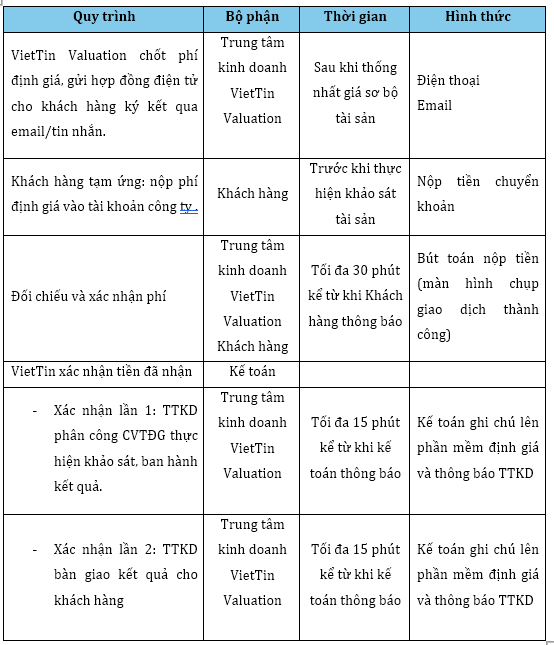 Quy trình
Bộ phận
Thời gian
Hình thức
VietTin Valuation chốt phí
định giá, gửi hợp đồng điện tử
cho khách hàng ký kết qua
email/tin nhắn.
Trung tâm
kinh doanh
VietTin
Valuation
Sau khi thống
nhất giá sơ bộ
tài sản
Điện thoại
Email
Khách hàng tạm ứng: nộp phí
định giá vào tài khoản công ty .
Khách hàng
Trước khi thực
hiện khảo sát
tài sản
Nộp tiền chuyển
khoản
Đối chiếu và xác nhận phí
Trung tâm
kinh doanh
VietTin
Valuation
Khách hàng
Tối đa 30 phút
kể từ khi Khách
hàng thông báo
Bút toán nộp tiền
(màn hình chụp
giao dịch thành
công)
VietTin xác nhận tiền đã nhận
Kế toán
- Xác nhận lần 1: TTKD
phân công CVTĐG thực
hiện khảo sát, ban hành
kết quả.
Trung tâm
kinh doanh
VietTin
Valuation
Tối đa 15 phút
kể từ khi kế
toán thông báo
Kế toán ghi chú lên
phần mềm định giá
và thông báo TTKD
- Xác nhận lần 2: TTKD
bàn giao kết quả cho
khách hàng
Trung tâm
kinh doanh
VietTin
Valuation
Tối đa 15 phút
kể từ khi kế
toán thông báo
Kế toán ghi chú lên
phần mềm định giá
và thông báo TTKD